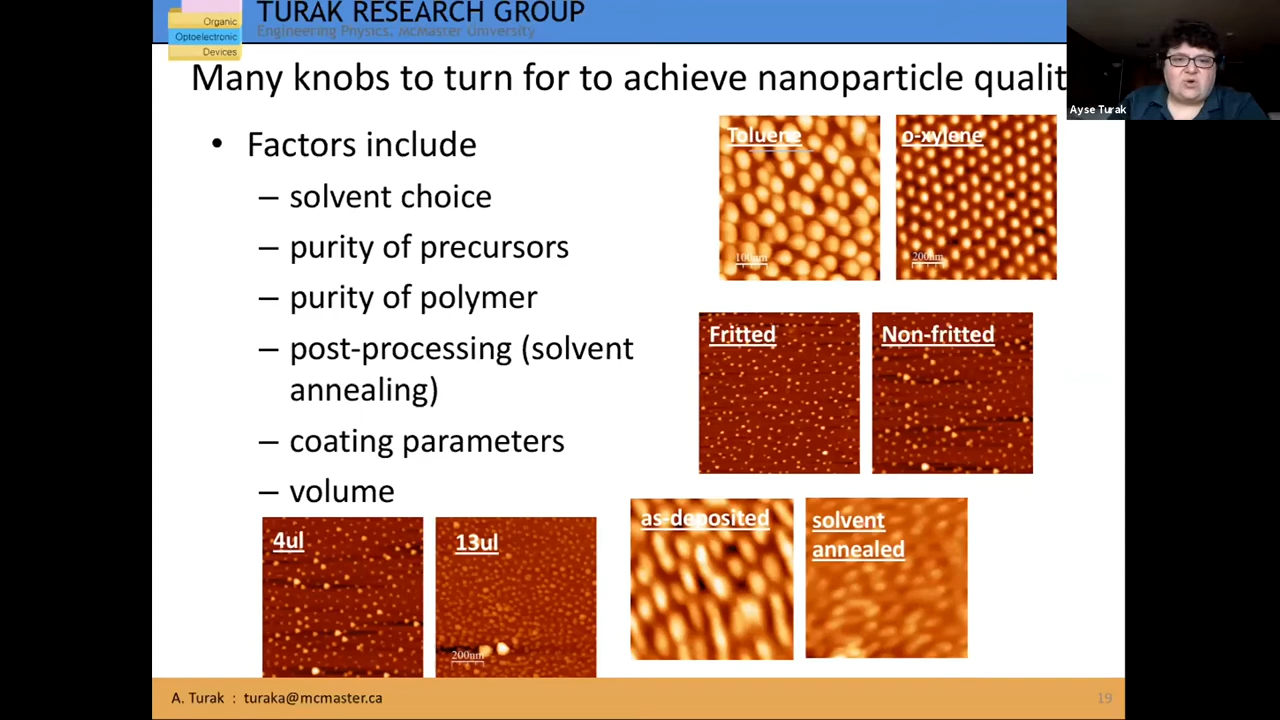 TURAK RESEARCH GROUP
Engineering Physics, McMaster University
Organic
Optoelectronic
Devices
Many knobs to turn for to achieve nanoparticle qualit
Ayse Turak
• Factors include
– solvent choice
– purity of precursors
– purity of polymer
– post-processing (solvent
annealing)
– coating parameters
– volume
Toluene
o-xylene
100nm
200nm
Fritted
Non-fritted
as-deposited
solvent
annealed
4ul
13ul
200nm
A. Turak : turaka@mcmaster.ca
19